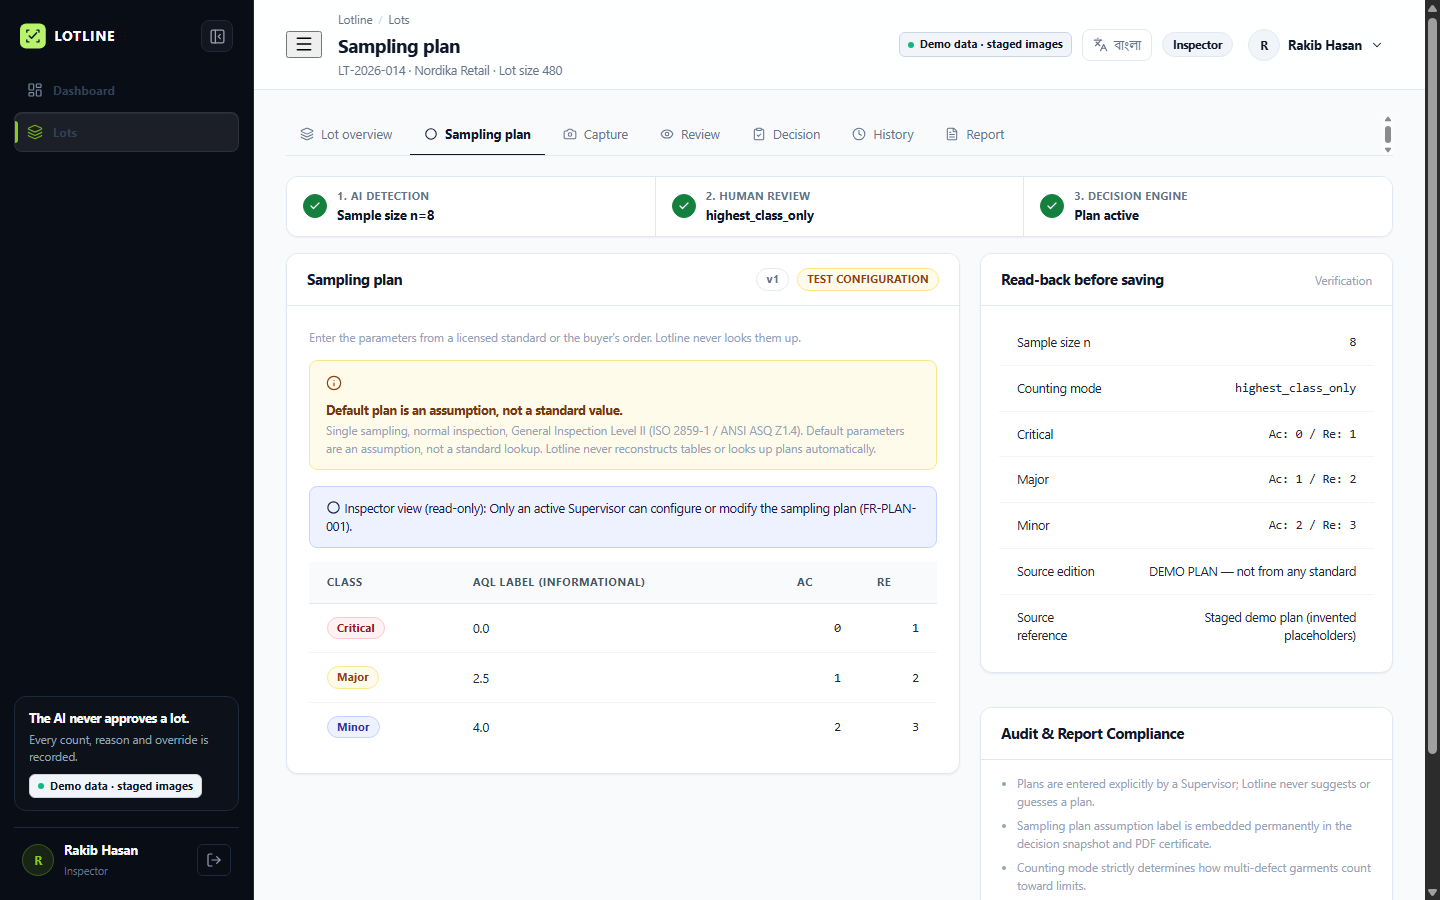 LOTLINE
Dashboard
Lots
The AI never approves a lot.
Every count, reason and override is
recorded.
Demo data · staged images
R
Rakib Hasan
Inspector
Lotline / Lots
Sampling plan
LT-2026-014 · Nordika Retail · Lot size 480
Demo data · staged images
বাংলা
Inspector
R
Rakib Hasan
Lot overview
Sampling plan
Capture
Review
Decision
History
Report
1. AI DETECTION
Sample size n=8
2. HUMAN REVIEW
highest_class_only
3. DECISION ENGINE
Plan active
Sampling plan
v1
TEST CONFIGURATION
Enter the parameters from a licensed standard or the buyer's order. Lotline never looks them up.
Default plan is an assumption, not a standard value.
Single sampling, normal inspection, General Inspection Level II (ISO 2859-1 / ANSI ASQ Z1.4). Default parameters
are an assumption, not a standard lookup. Lotline never reconstructs tables or looks up plans automatically.
Inspector view (read-only): Only an active Supervisor can configure or modify the sampling plan (FR-PLAN-
001).
CLASS AQL LABEL (INFORMATIONAL) AC RE
Critical 0.0 0 1
Major 2.5 1 2
Minor 4.0 2 3
Read-back before saving
Verification
Sample size n 8
Counting mode highest_class_only
Critical Ac: 0 / Re: 1
Major Ac: 1 / Re: 2
Minor Ac: 2 / Re: 3
Source edition DEMO PLAN — not from any standard
Source reference Staged demo plan (invented
placeholders)
Audit & Report Compliance
• Plans are entered explicitly by a Supervisor; Lotline never suggests or
guesses a plan.
• Sampling plan assumption label is embedded permanently in the
decision snapshot and PDF certificate.
• Counting mode strictly determines how multi-defect garments count
toward limits.